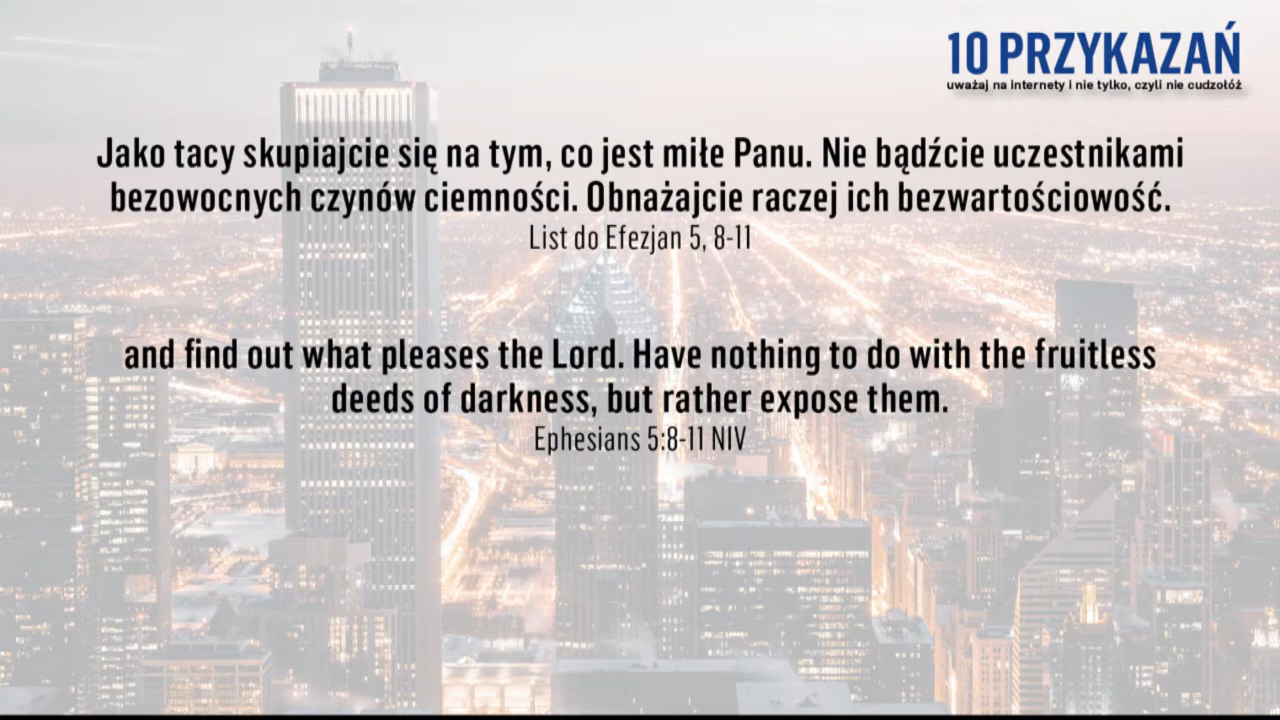 10 PRZYKAZAŃ
uważaj na internety i nie tylko, czyli nie cudzołóż
Jako tacy skupiajcie się na tym, co jest miłe Panu. Nie bądźcie uczestnikami
bezowocnych czynów ciemności. Obnażajcie raczej ich bezwartościowość.
List do Efezjan 5, 8-11
and find out what pleases the Lord. Have nothing to do with the fruitless
deeds of darkness, but rather expose them.
Ephesians 5:8-11 NIV